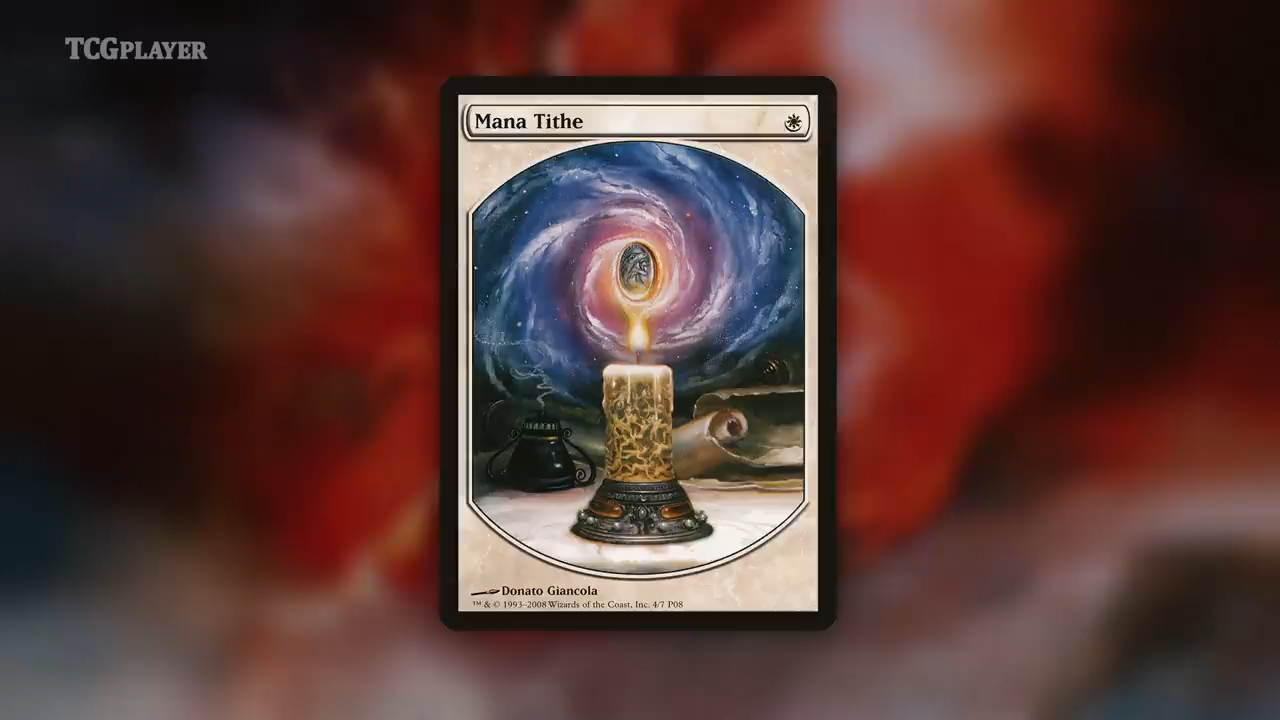 TCGPLAYER
Mana Tithe
Donato Giancola
™ & © 1993–2008 Wizards of the Coast, Inc. 4/7 P08